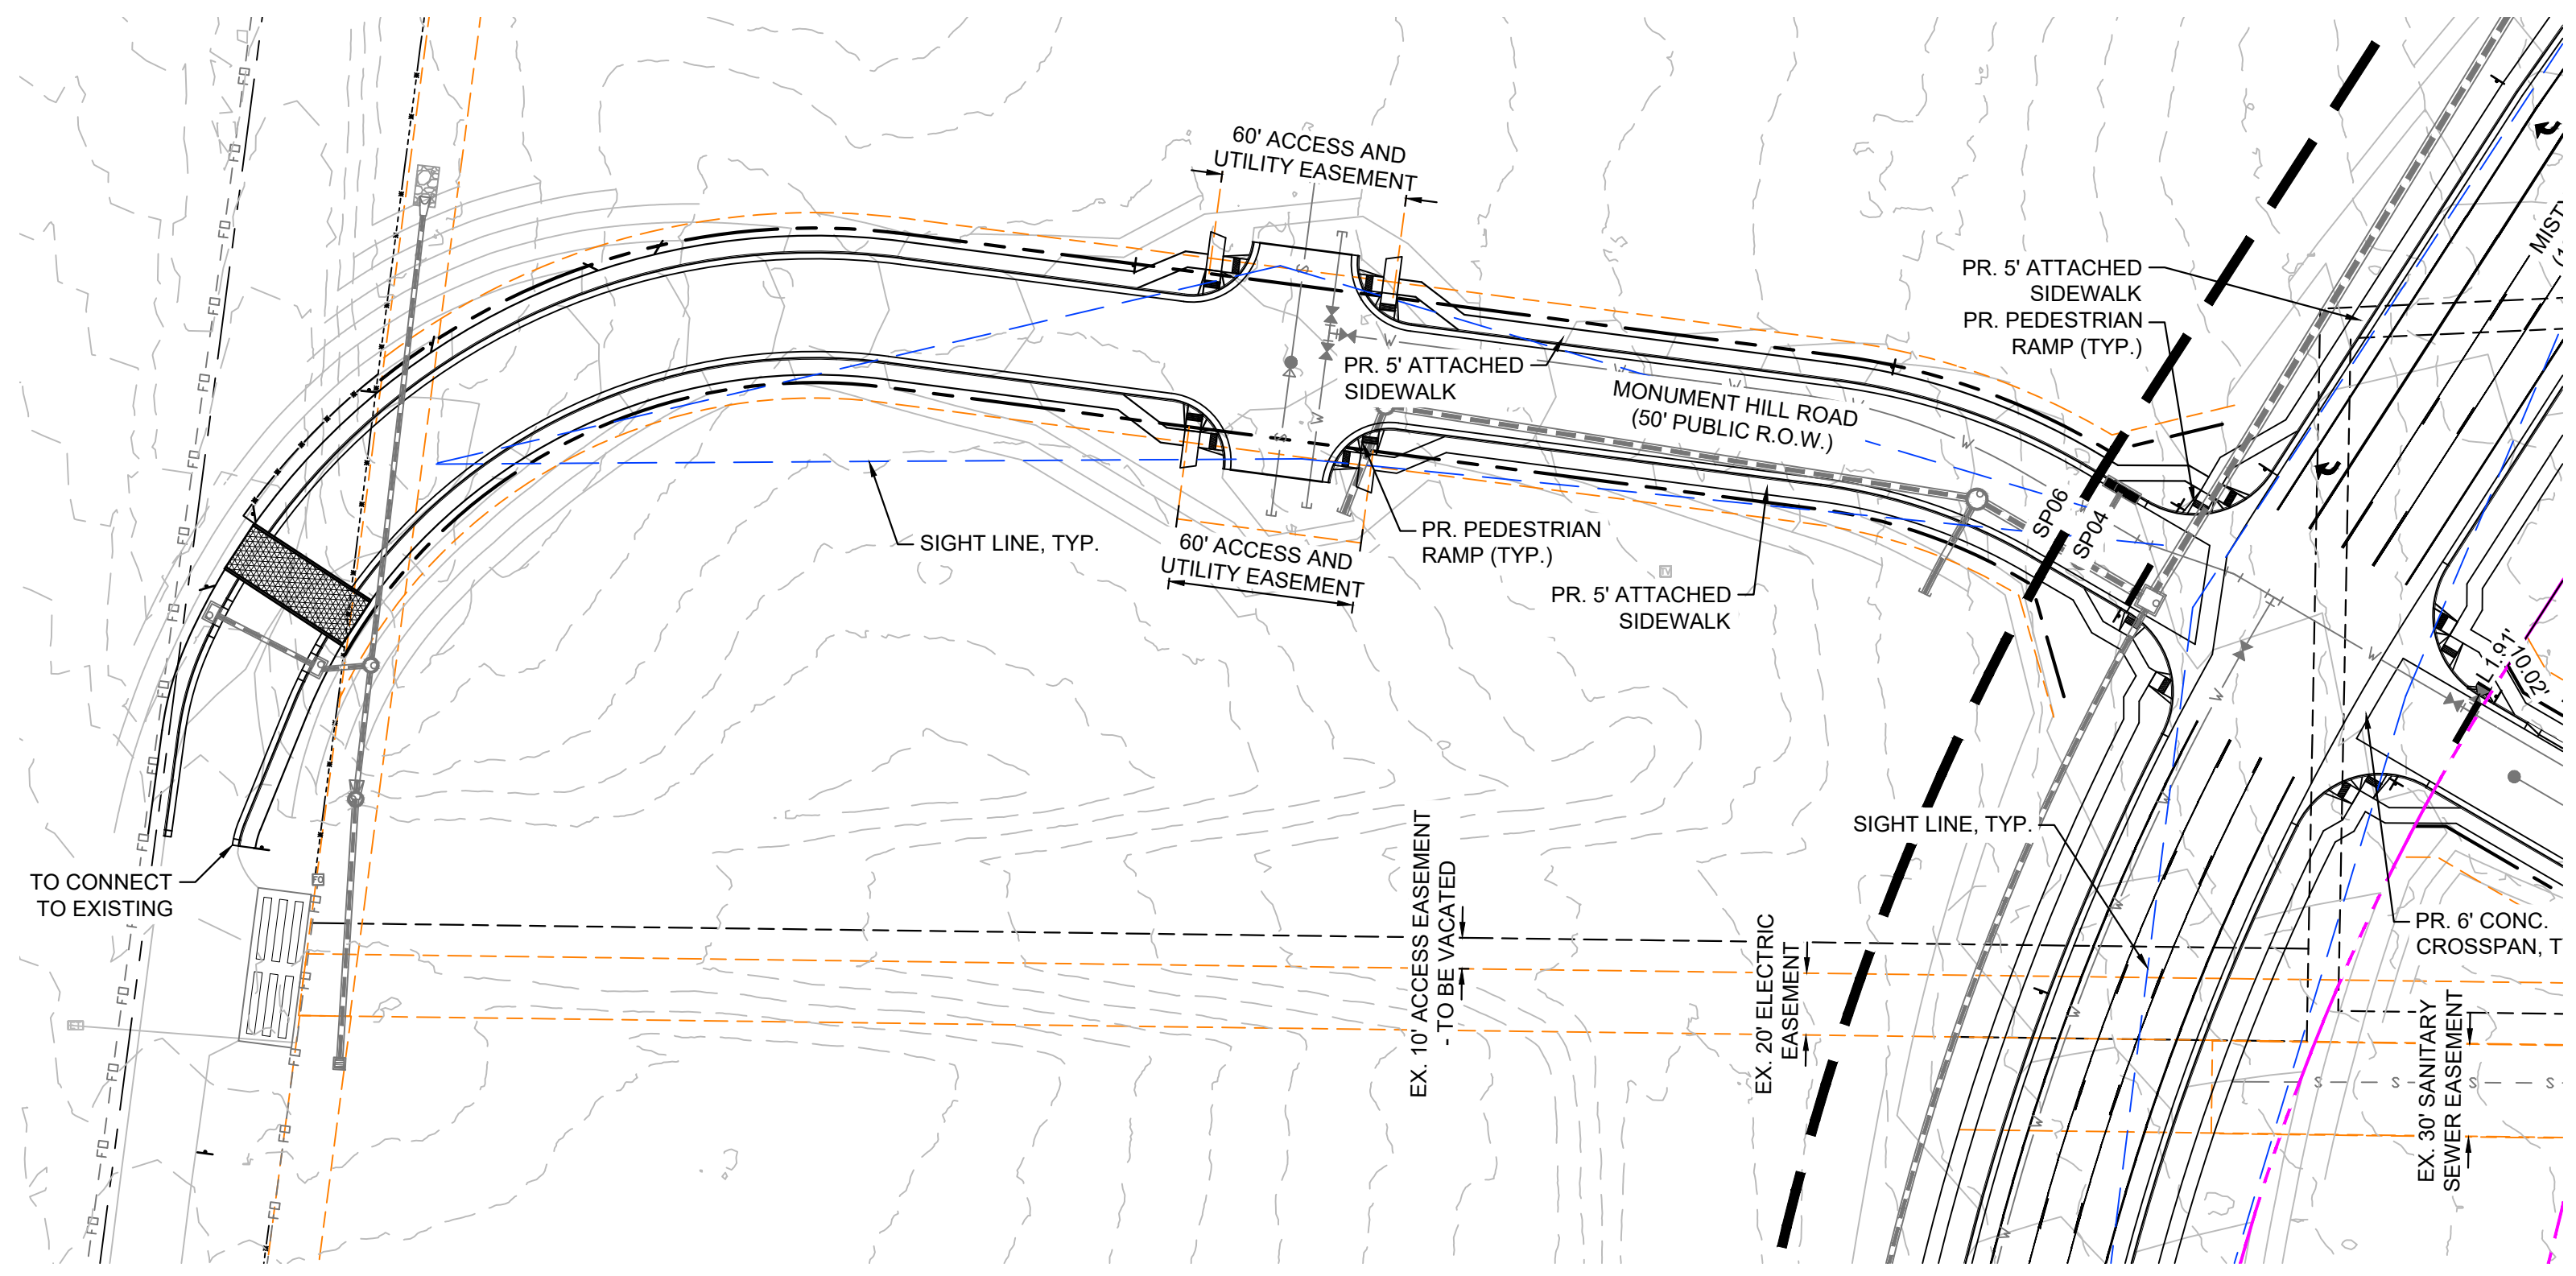 60' ACCESS AND
UTILITY EASEMENT
PR. 5' ATTACHED
SIDEWALK
PR. PEDESTRIAN
RAMP (TYP.)
MIST
PR. 5' ATTACHED
SIDEWALK
MONUMENT HILL ROAD
(50' PUBLIC R.O.W.)
SP06
SP04
SIGHT LINE, TYP.
PR. PEDESTRIAN
RAMP (TYP.)
60' ACCESS AND
UTILITY EASEMENT
PR. 5' ATTACHED
SIDEWALK
10.02'
SIGHT LINE, TYP.
TO CONNECT
TO EXISTING
EX. 10' ACCESS EASEMENT
- TO BE VACATED
EX. 20' ELECTRIC
EASEMENT
PR. 6' CONC.
CROSSPAN, T
EX. 30' SANITARY
SEWER EASEMENT